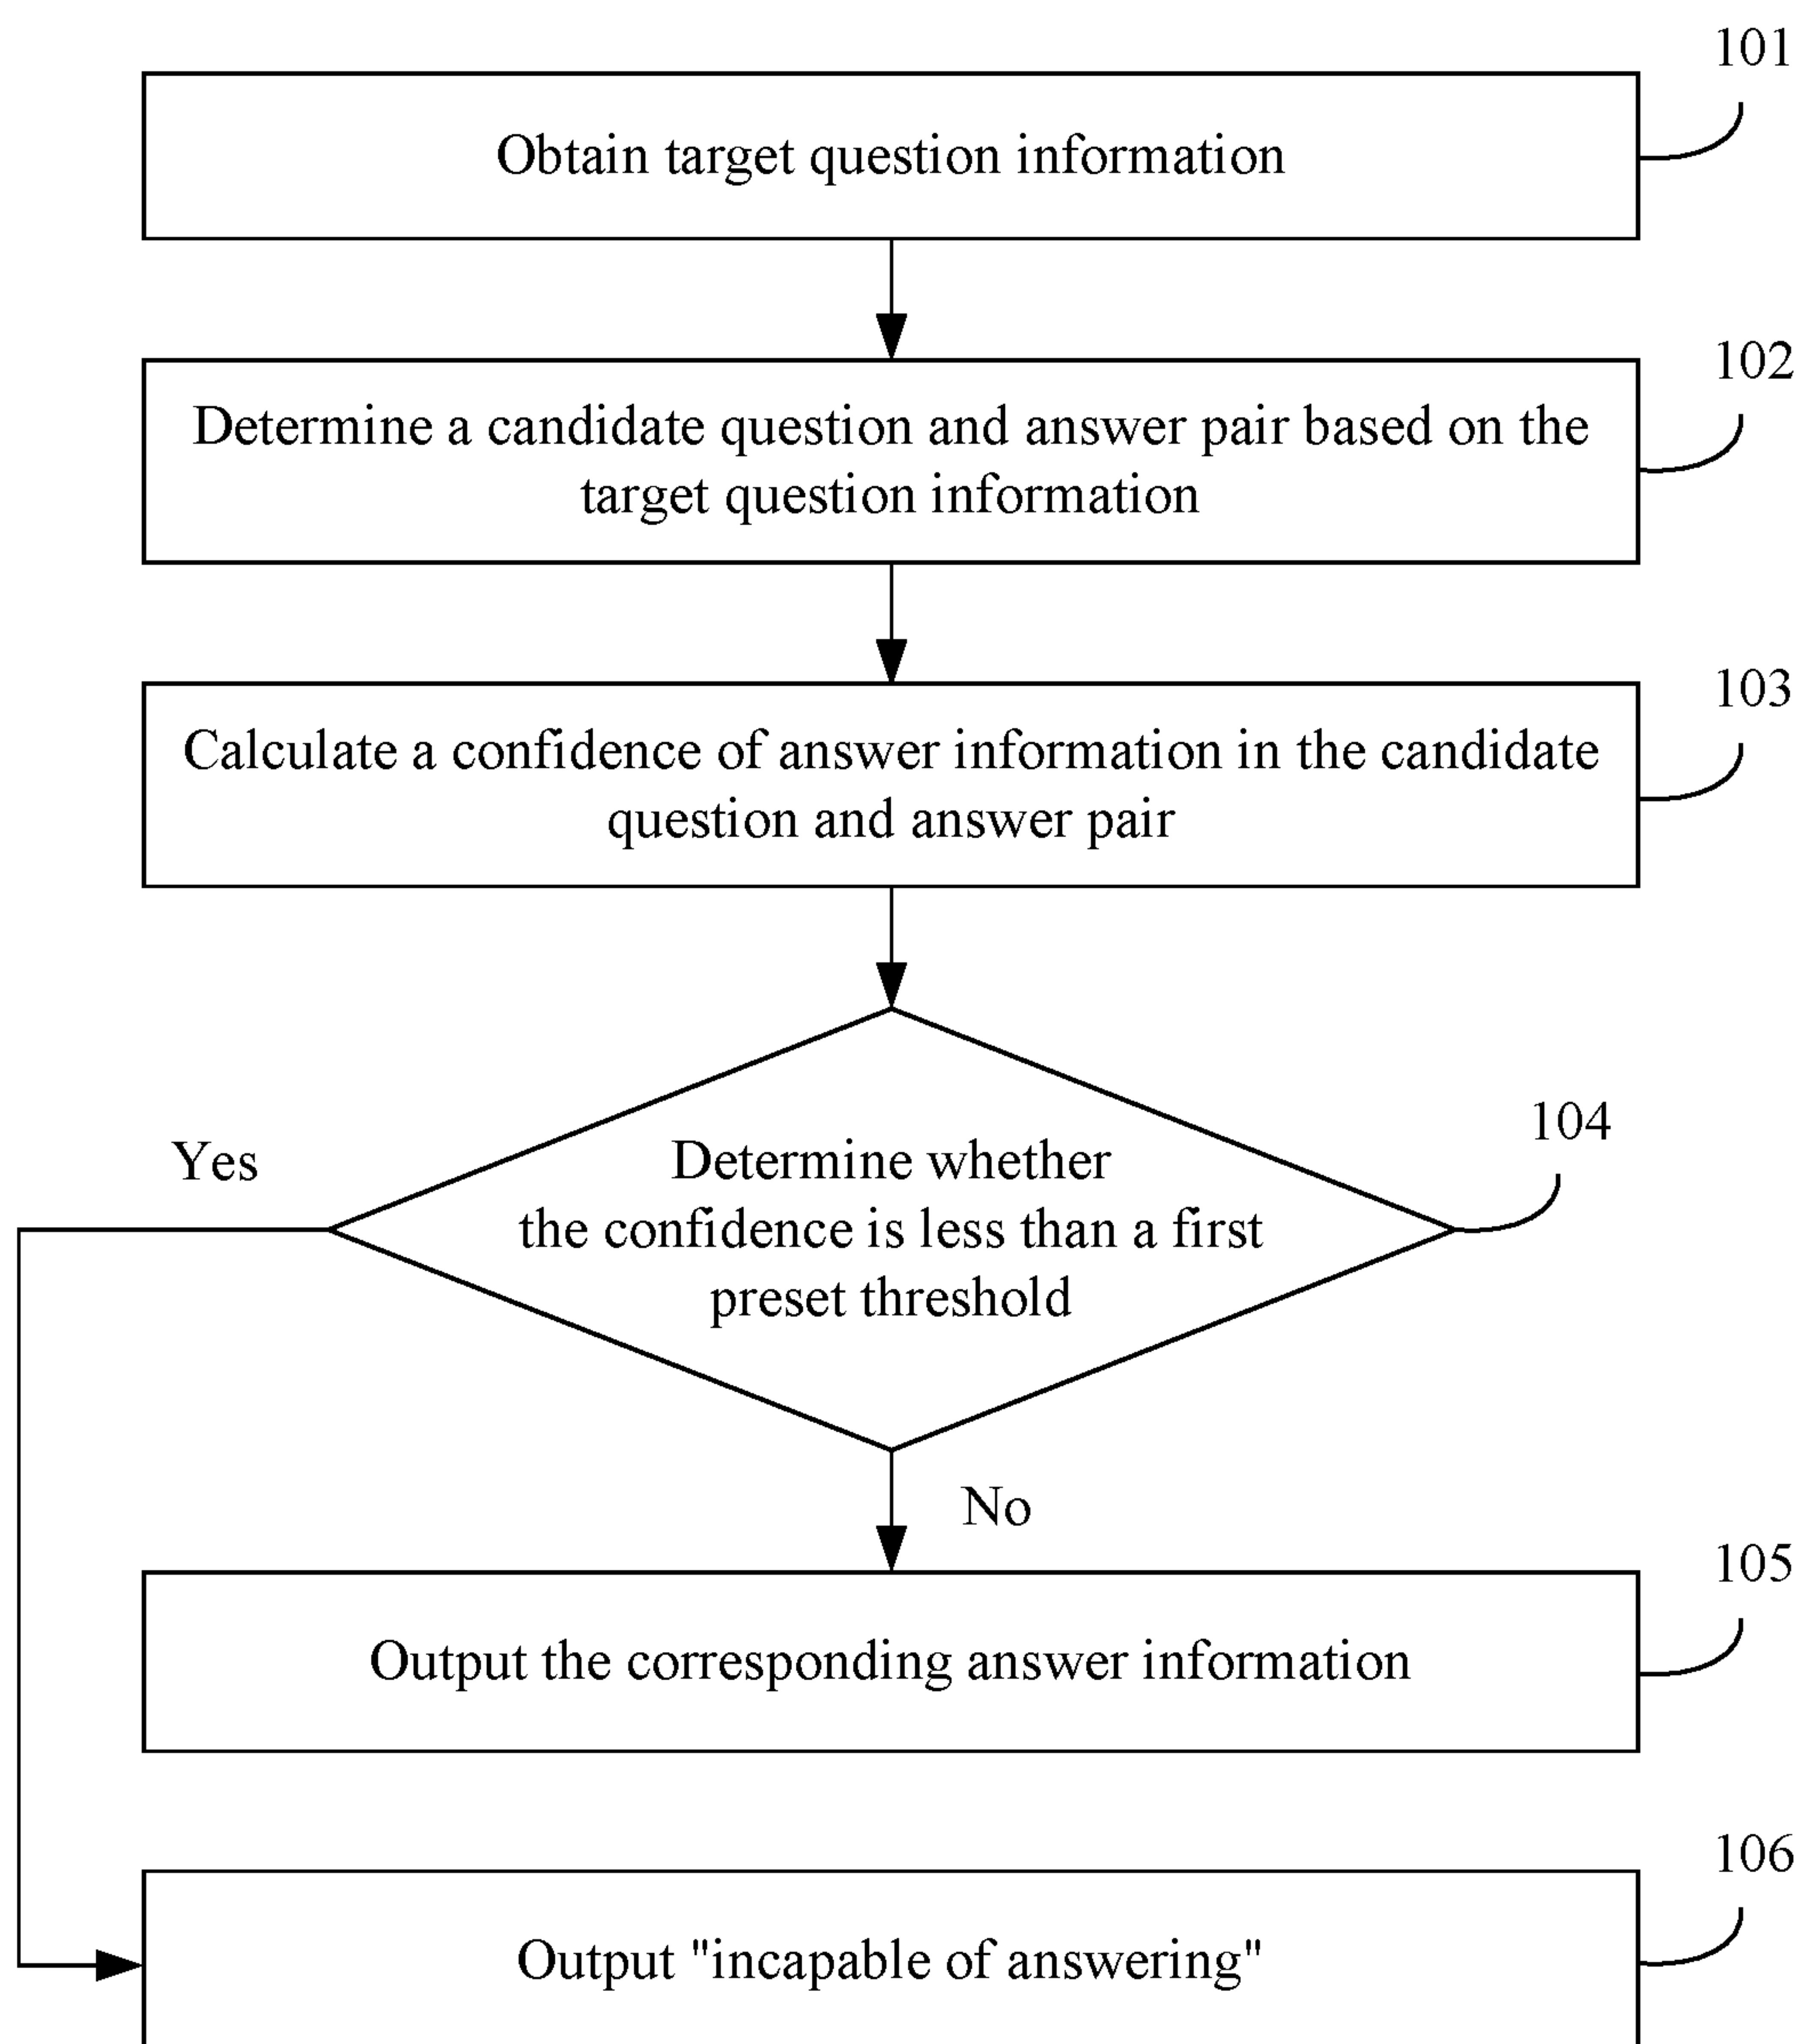 101
Obtain target question information
102
Determine a candidate question and answer pair based on the
target question information
103
Calculate a confidence of answer information in the candidate
question and answer pair
104
Yes
Determine whether
the confidence is less than a first
preset threshold
No
105
Output the corresponding answer information
106
Output "incapable of answering"